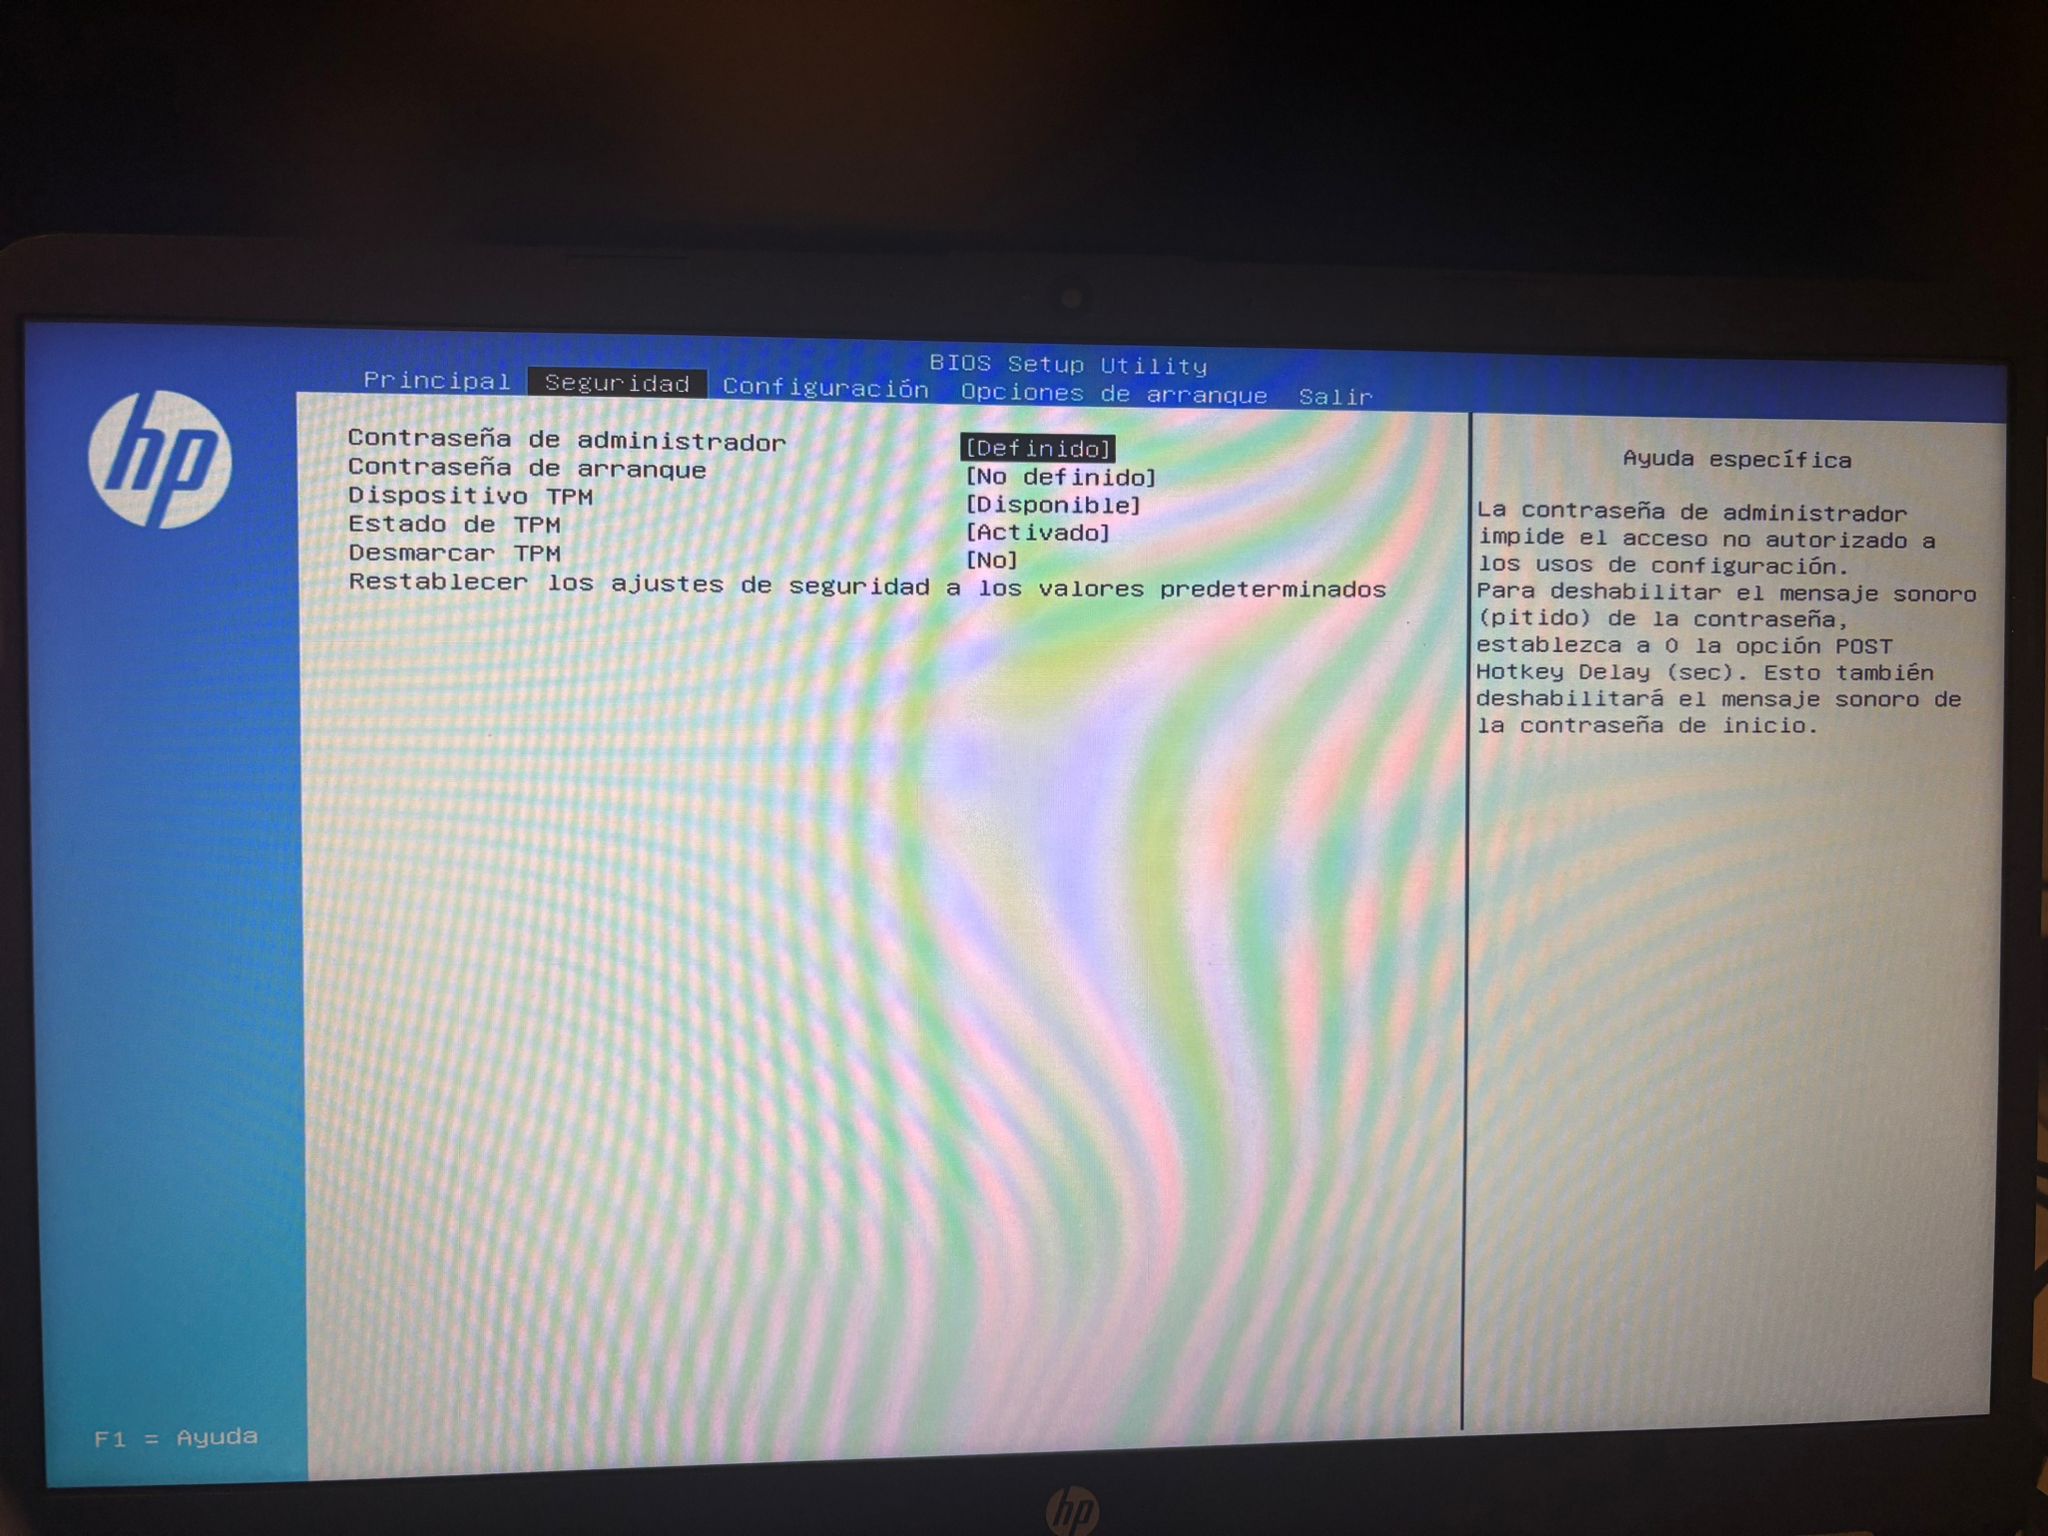 BIOS Setup Utility
Principal Seguridad Configuración Opciones de arranque Salir
hp
Contraseña de administrador [Definido]
Contraseña de arranque [No definido]
Dispositivo TPM [Disponible]
Estado de TPM [Activado]
Desmarcar TPM [No]
Restablecer los ajustes de seguridad a los valores predeterminados
Ayuda específica
La contraseña de administrador
impide el acceso no autorizado a
los usos de configuración.
Para deshabilitar el mensaje sonoro
(pitido) de la contraseña,
establezca a 0 la opción POST
Hotkey Delay (sec). Esto también
deshabilitará el mensaje sonoro de
la contraseña de inicio.
F1 = Ayuda
hp